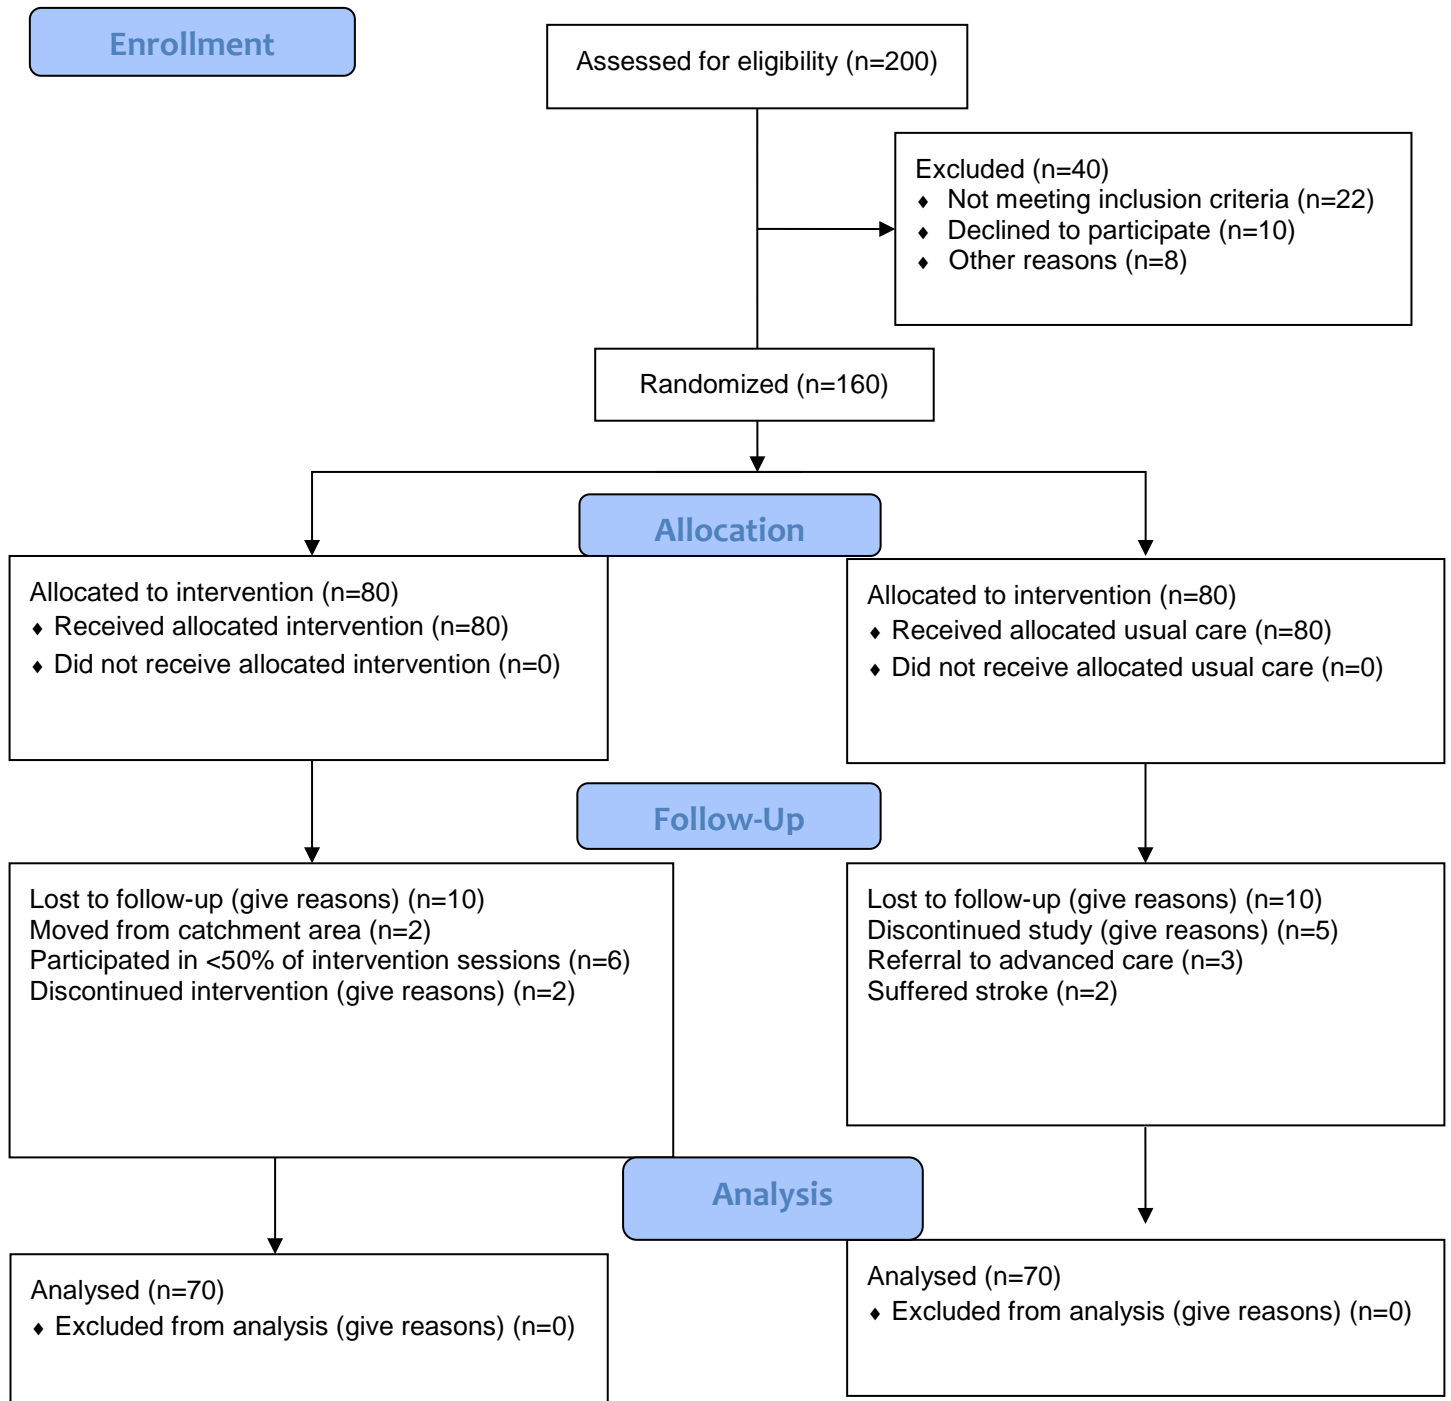 Enrollment
Assessed for eligibility (n=200)
Excluded (n=40)
♦ Not meeting inclusion criteria (n=22)
♦ Declined to participate (n=10)
♦ Other reasons (n=8)
Randomized (n=160)
Allocation
Allocated to intervention (n=80)
♦ Received allocated intervention (n=80)
♦ Did not receive allocated intervention (n=0)
Allocated to intervention (n=80)
♦ Received allocated usual care (n=80)
♦ Did not receive allocated usual care (n=0)
Follow-Up
Lost to follow-up (give reasons) (n=10)
Moved from catchment area (n=2)
Participated in <50% of intervention sessions (n=6)
Discontinued intervention (give reasons) (n=2)
Lost to follow-up (give reasons) (n=10)
Discontinued study (give reasons) (n=5)
Referral to advanced care (n=3)
Suffered stroke (n=2)
Analysis
Analysed (n=70)
♦ Excluded from analysis (give reasons) (n=0)
Analysed (n=70)
♦ Excluded from analysis (give reasons) (n=0)